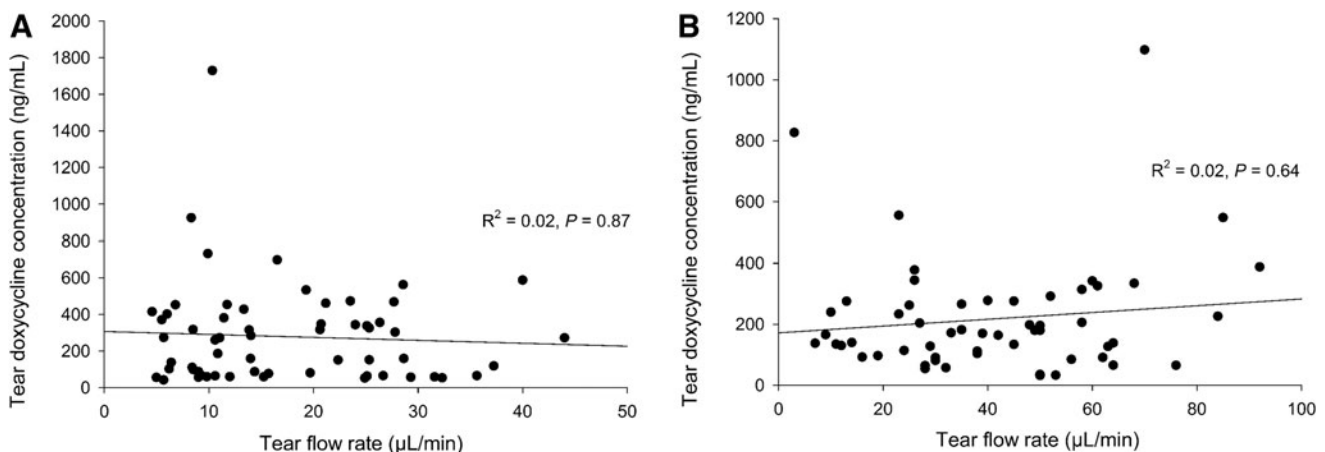 A
Tear doxycycline concentration (ng/mL)
2000
1800
1600
1400
1200
1000
800
600
400
200
0
R² = 0.02, P = 0.87
0 10 20 30 40 50
Tear flow rate (µL/min)
B
Tear doxycycline concentration (ng/mL)
1200
1000
800
600
400
200
0
R² = 0.02, P = 0.64
0 20 40 60 80 100
Tear flow rate (µL/min)